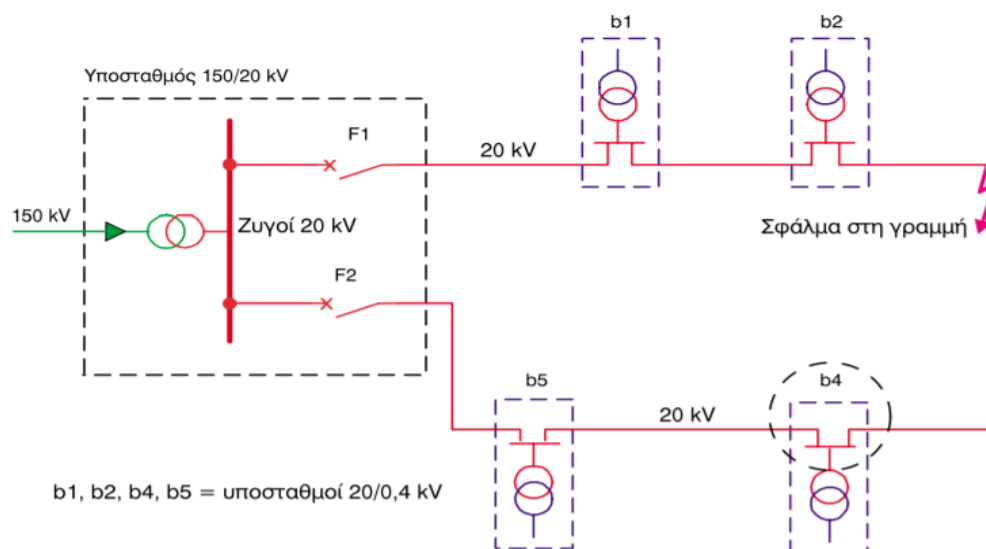 b1
b2
Υποσταθμός 150/20 kV
F1
20 kV
150 kV
Ζυγοί 20 kV
Σφάλμα στη γραμμή
F2
b5
20 kV
b4
b1, b2, b4, b5 = υποσταθμοί 20/0,4 kV